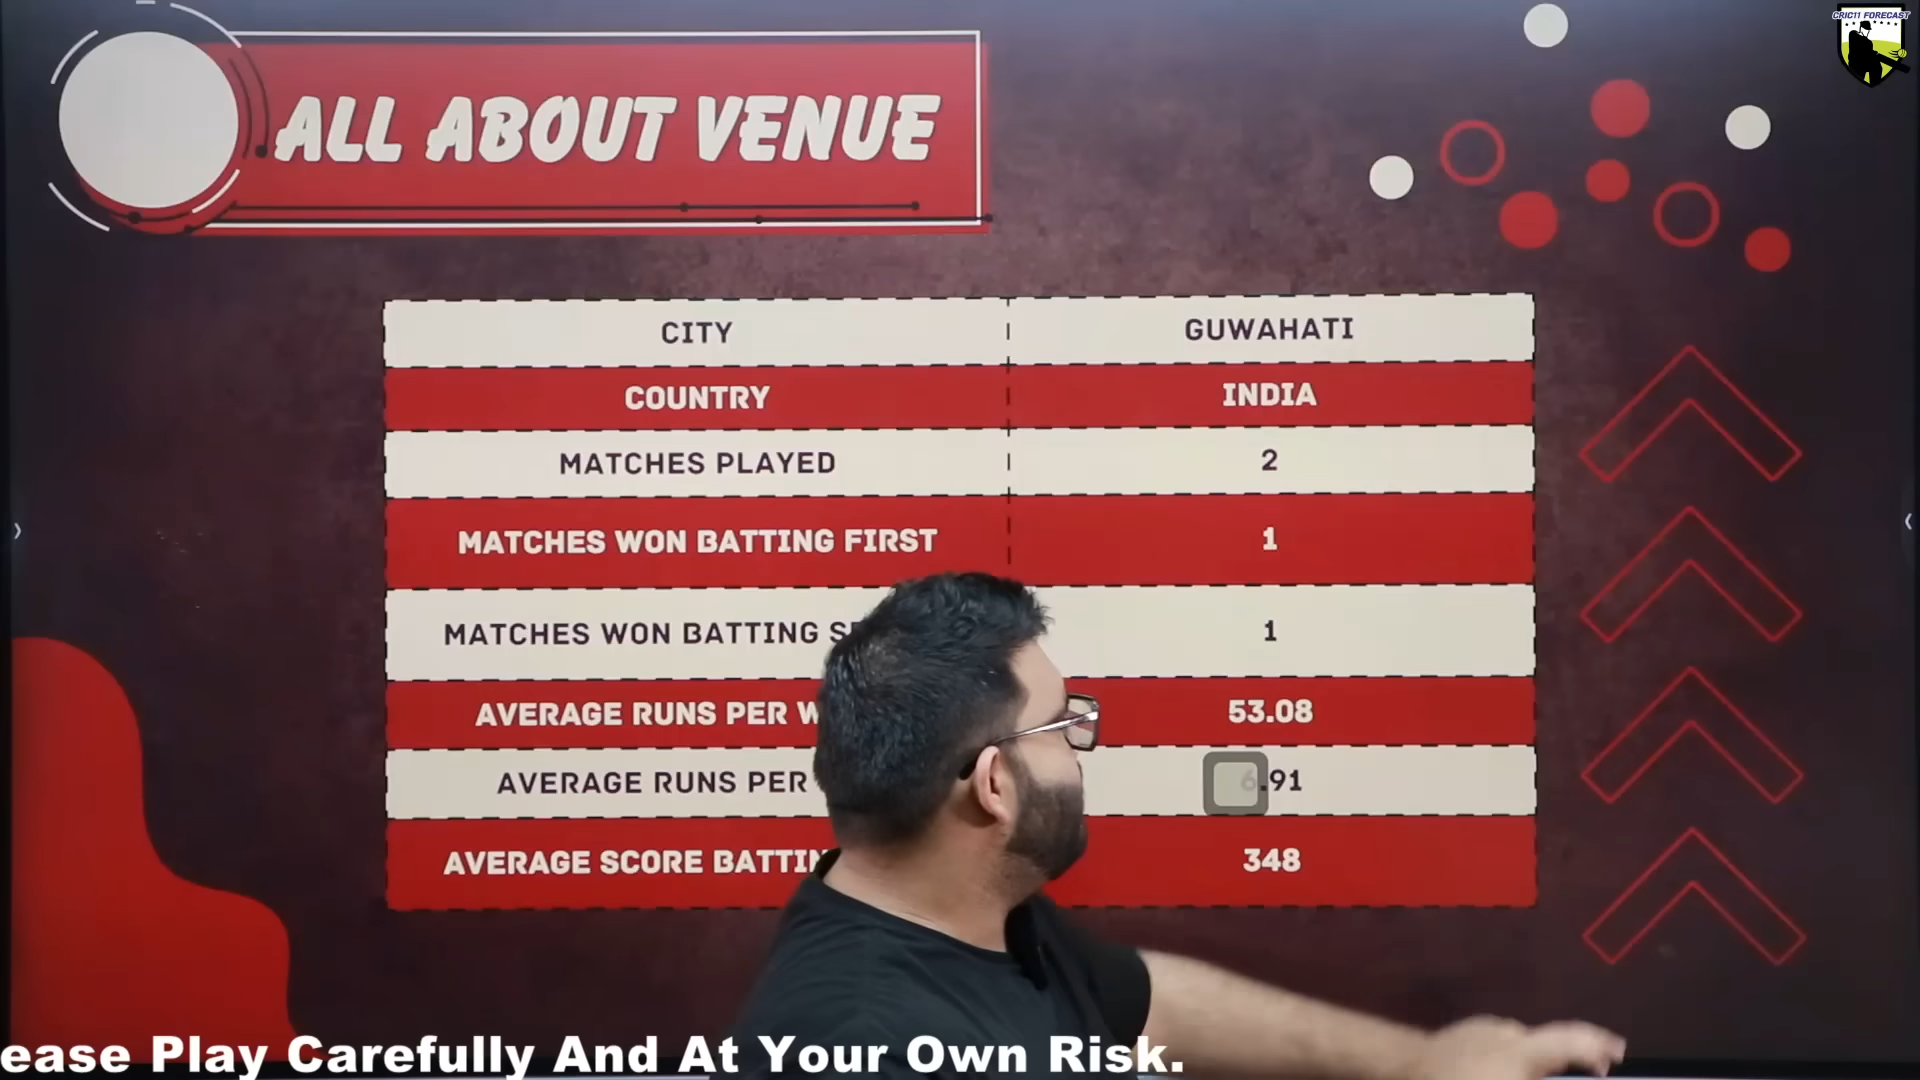 CRIC11 FORECAST
ALL ABOUT VENUE
CITY GUWAHATI
COUNTRY INDIA
MATCHES PLAYED 2
MATCHES WON BATTING FIRST 1
MATCHES WON BATTING 1
AVERAGE RUNS PER 53.08
AVERAGE RUNS PER 6.91
AVERAGE SCORE 348
ease Play Carefully And At Your Own Risk.